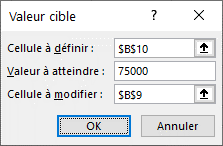 Valeur cible
Cellule à définir : $B$10
Valeur à atteindre : 75000
Cellule à modifier : $B$9
OK Annuler